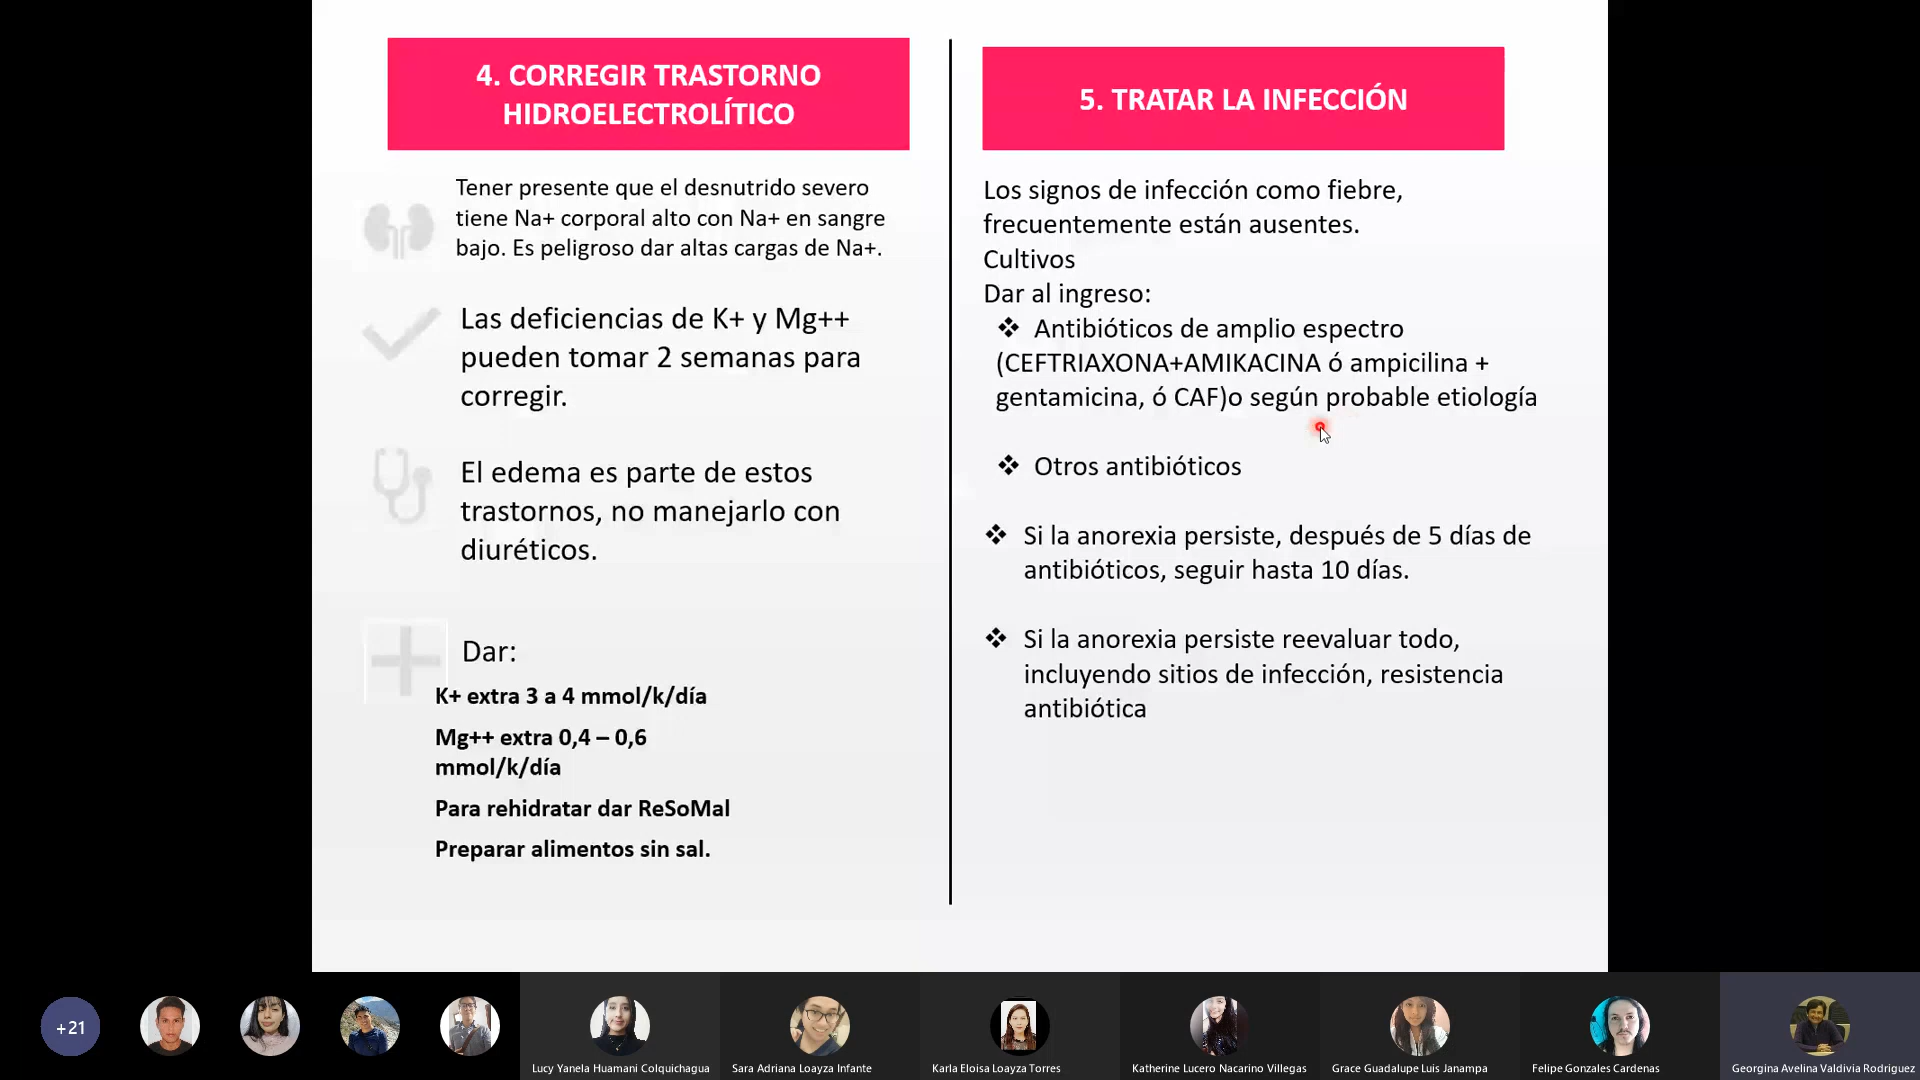 4. CORREGIR TRASTORNO
HIDROELECTROLÍTICO
Tener presente que el desnutrido severo
tiene Na+ corporal alto con Na+ en sangre
bajo. Es peligroso dar altas cargas de Na+.
Las deficiencias de K+ y Mg++
pueden tomar 2 semanas para
corregir.
El edema es parte de estos
trastornos, no manejarlo con
diuréticos.
Dar:
K+ extra 3 a 4 mmol/k/día
Mg++ extra 0,4 – 0,6
mmol/k/día
Para rehidratar dar ReSoMal
Preparar alimentos sin sal.
5. TRATAR LA INFECCIÓN
Los signos de infección como fiebre,
frecuentemente están ausentes.
Cultivos
Dar al ingreso:
❖ Antibióticos de amplio espectro
(CEFTRIAXONA+AMIKACINA ó ampicilina +
gentamicina, ó CAF)o según probable etiología
❖ Otros antibióticos
❖ Si la anorexia persiste, después de 5 días de
antibióticos, seguir hasta 10 días.
❖ Si la anorexia persiste reevaluar todo,
incluyendo sitios de infección, resistencia
antibiótica
+21
Lucy Yanela Huamani Colquichagua
Sara Adriana Loayza Infante
Karla Eloisa Loayza Torres
Katherine Lucero Nacarino Villegas
Grace Guadalupe Luis Janampa
Felipe Gonzales Cardenas
Georgina Avelina Valdivia Rodriguez